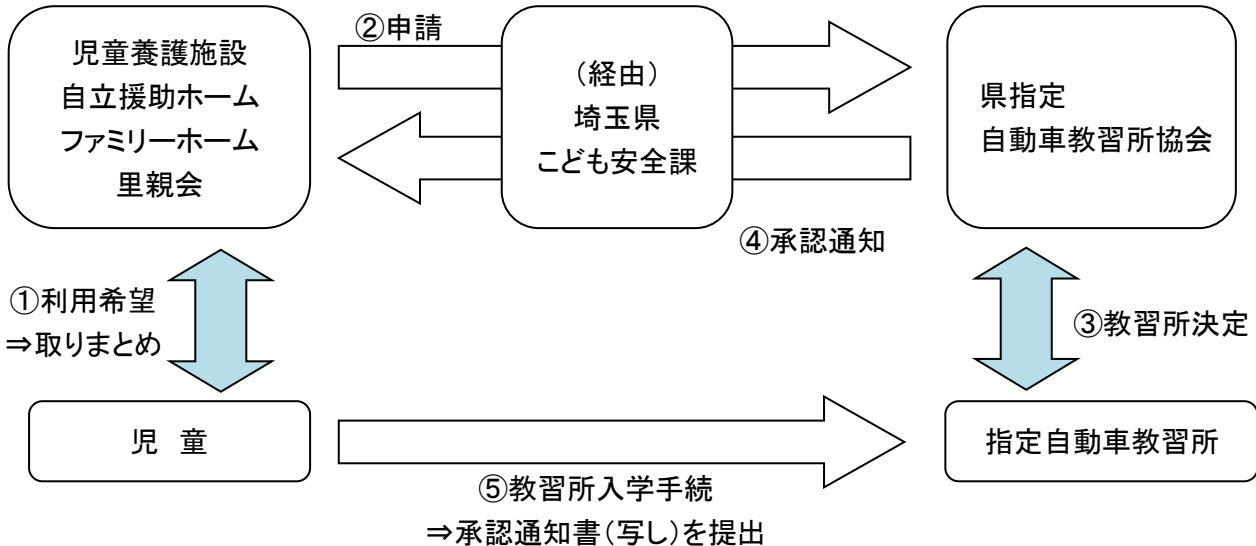 児童養護施設
自立援助ホーム
ファミリーホーム
里親会
②申請
（経由）
埼玉県
こども安全課
県指定
自動車教習所協会
④承認通知
①利用希望
⇒取りまとめ
③教習所決定
児 童
指定自動車教習所
⑤教習所入学手続
⇒承認通知書（写し）を提出